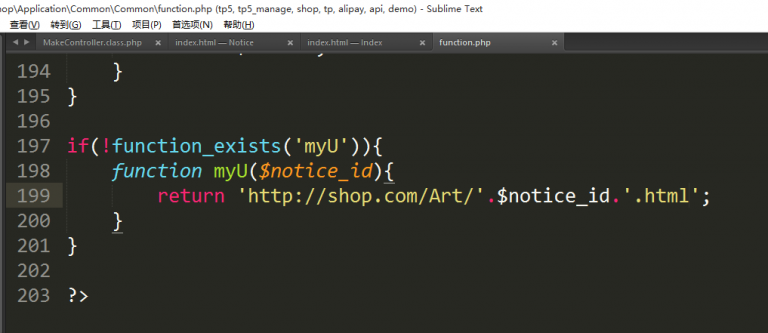 hop\Application\Common\Common\function.php (tp5, tp5_manage, shop, tp, alipay, api, demo) - Sublime Text
查看(V) 转到(G) 工具(T) 项目(P) 首选项(N) 帮助(H)
MakeController.class.php × index.html — Notice × index.html — Index × function.php ×
194 }
195 }
196
197 if(!function_exists('myU')){
198 function myU($notice_id){
199 return 'http://shop.com/Art/'.$notice_id.'.html';
200 }
201 }
202
203 ?>